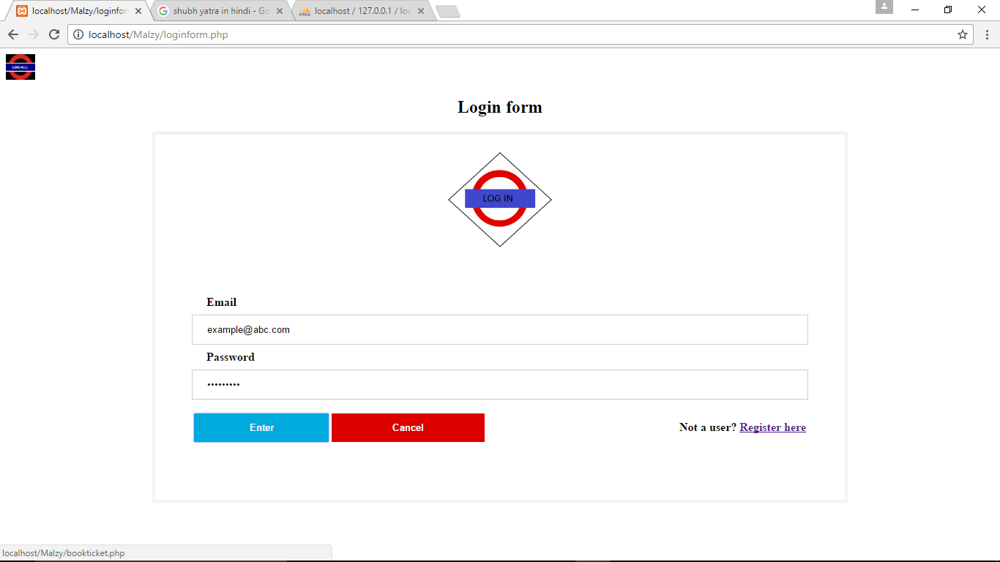 localhost/Malzy/loginforn
shubh yatra in hindi - Go
localhost / 127.0.0.1 / loc
localhost/Malzy/loginform.php
LOC-ALL
Login form
LOG IN
Email
example@abc.com
Password
•••••••••
Enter Cancel Not a user? Register here
localhost/Malzy/bookticket.php